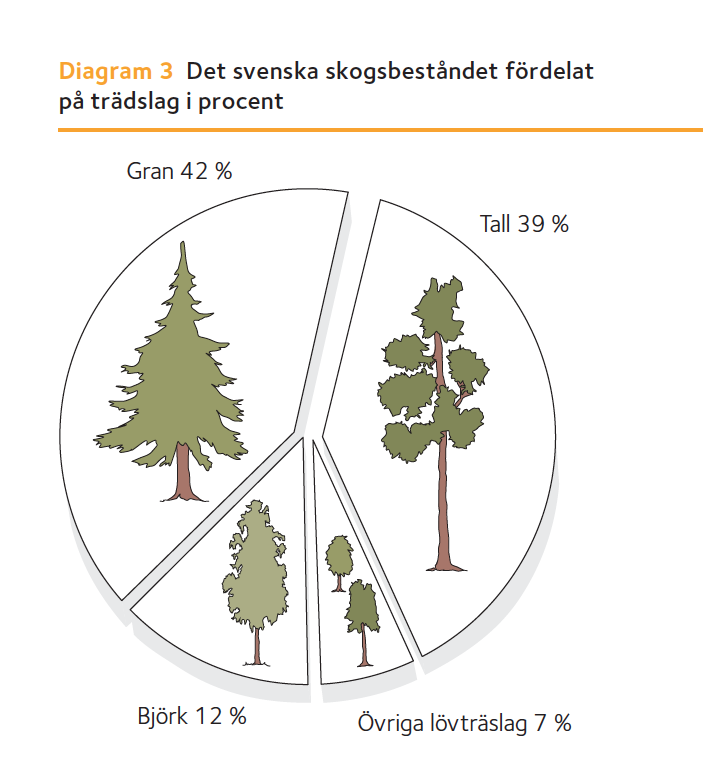 Diagram 3 Det svenska skogsbeståndet fördelat
på trädslag i procent
Gran 42 %
Tall 39 %
Björk 12 %
Övriga lövträslag 7 %